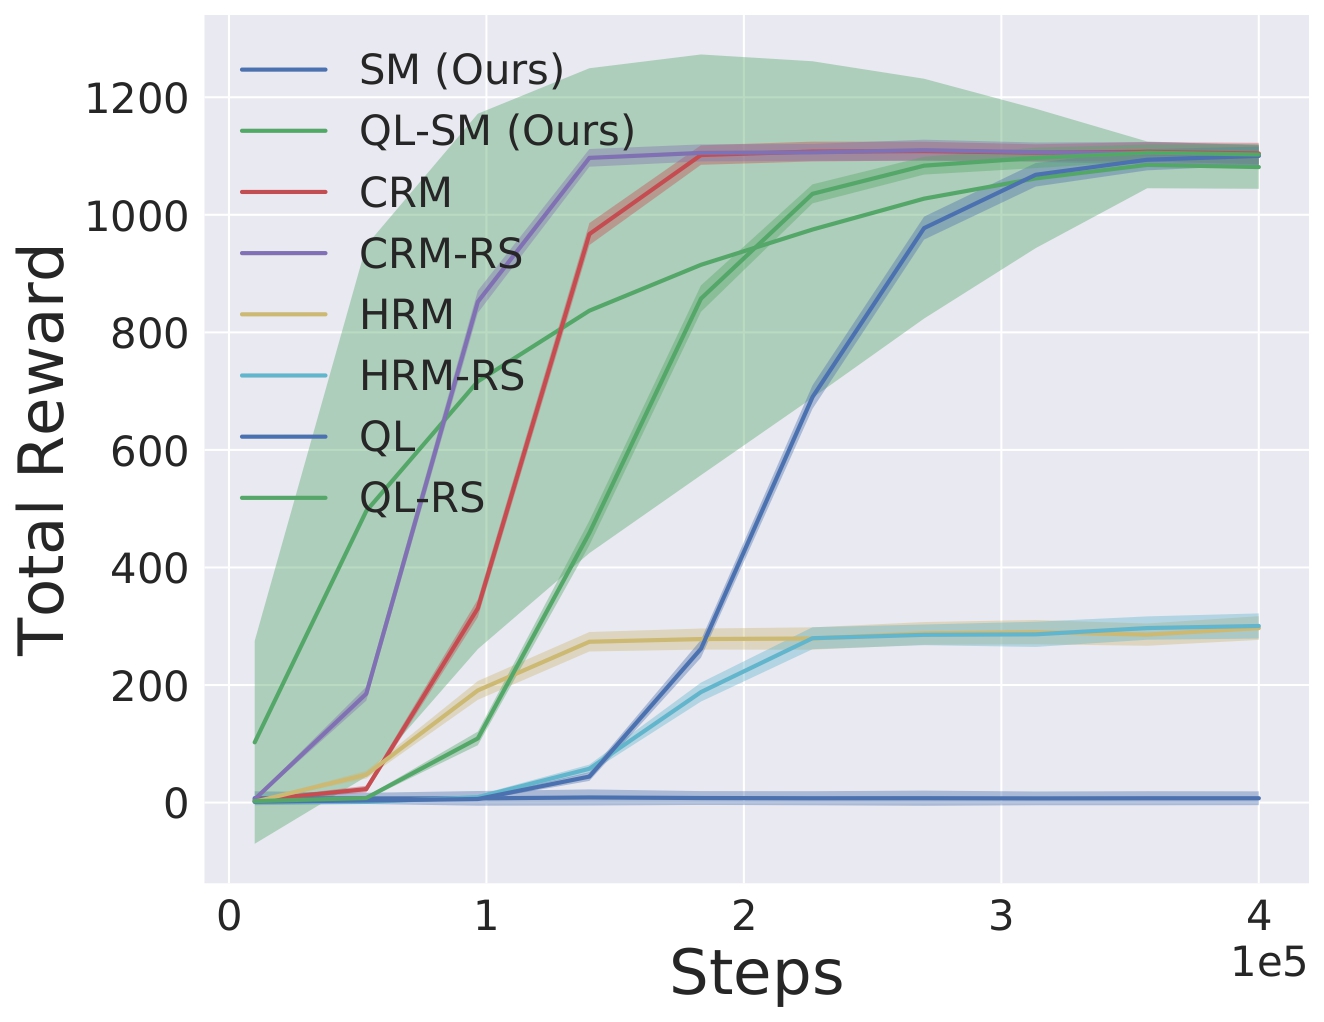 SM (Ours)
QL-SM (Ours)
CRM
CRM-RS
HRM
HRM-RS
QL
QL-RS
Total Reward
1200
1000
800
600
400
200
0
0 1 2 3 4
1e5
Steps